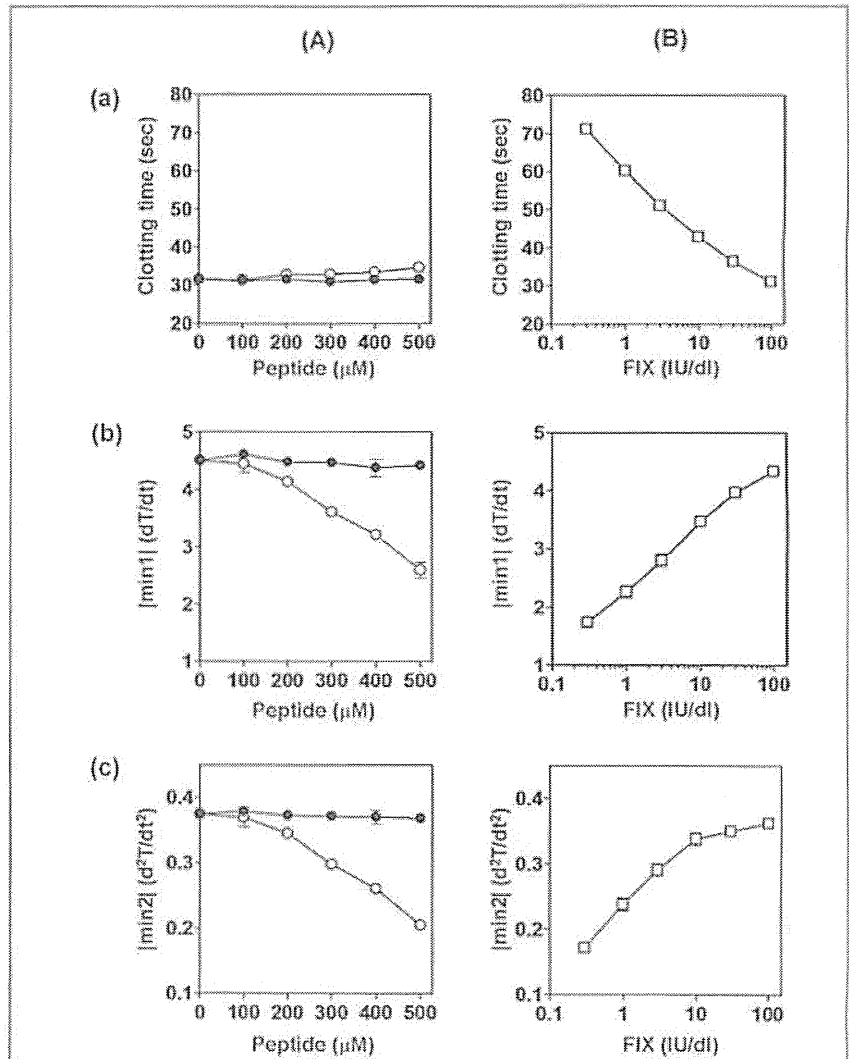 (A)
(B)
(a)
80
70
60
50
40
30
20
Clotting time (sec)
0 100 200 300 400 500
Peptide (µM)
80
70
60
50
40
30
20
Clotting time (sec)
0.1 1 10 100
FIX (IU/dl)
(b)
5
4
3
2
1
|min1| (dT/dt)
0 100 200 300 400 500
Peptide (µM)
5
4
3
2
1
|min1| (dT/dt)
0.1 1 10 100
FIX (IU/dl)
(c)
0.4
0.3
0.2
0.1
|min2| (d²T/dt²)
0 100 200 300 400 500
Peptide (µM)
0.4
0.3
0.2
0.1
|min2| (d²T/dt²)
0.1 1 10 100
FIX (IU/dl)